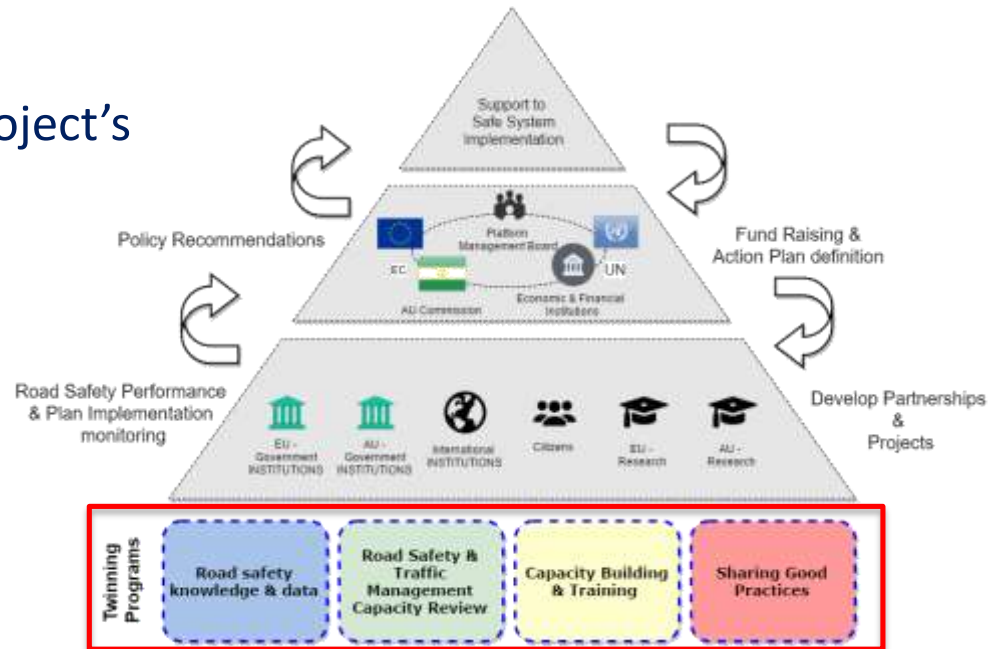 oject's
Support to
Safe System
Implementation
Policy Recommendations
Fund Raising &
Action Plan definition
Platform
Management Board
EC
UN
AU Commission
Economic & Financial
Institutions
Road Safety Performance
& Plan Implementation
monitoring
Develop Partnerships
&
Projects
EU -
Government
INSTITUTIONS
AU -
Government
INSTITUTIONS
International
INSTITUTIONS
Citizens
EU -
Research
AU -
Research
Twinning
Programs
Road safety
knowledge & data
Road Safety &
Traffic
Management
Capacity Review
Capacity Building
& Training
Sharing Good
Practices